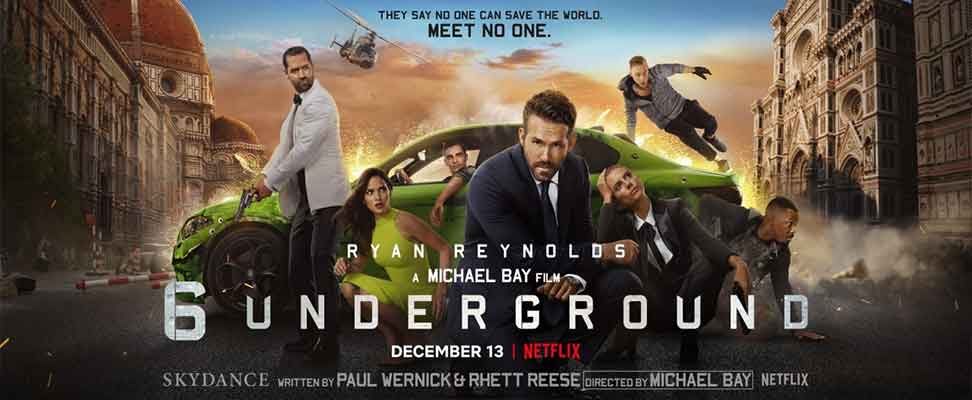 THEY SAY NO ONE CAN SAVE THE WORLD.
MEET NO ONE.
RYAN REYNOLDS
A MICHAEL BAY FILM
6 UNDERGROUND
DECEMBER 13 | NETFLIX
SKYDANCE WRITTEN BY PAUL WERNICK & RHETT REESE DIRECTED BY MICHAEL BAY NETFLIX